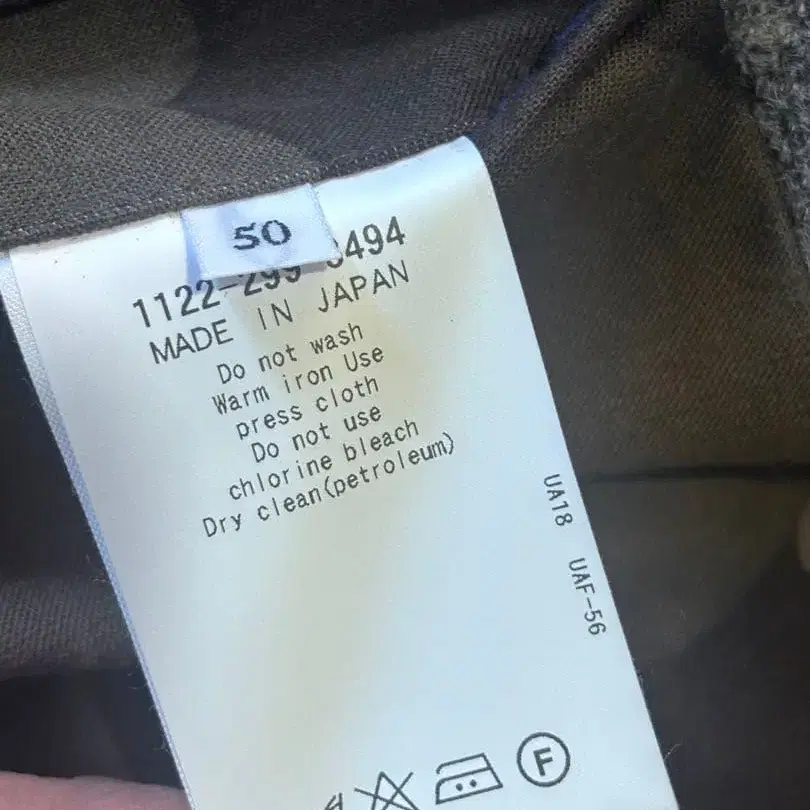 50
1122-299 3494
MADE IN JAPAN
Do not wash
Warm iron Use
press cloth
Do not use
chlorine bleach
Dry clean(petroleum)
UA18 UAF-56
F